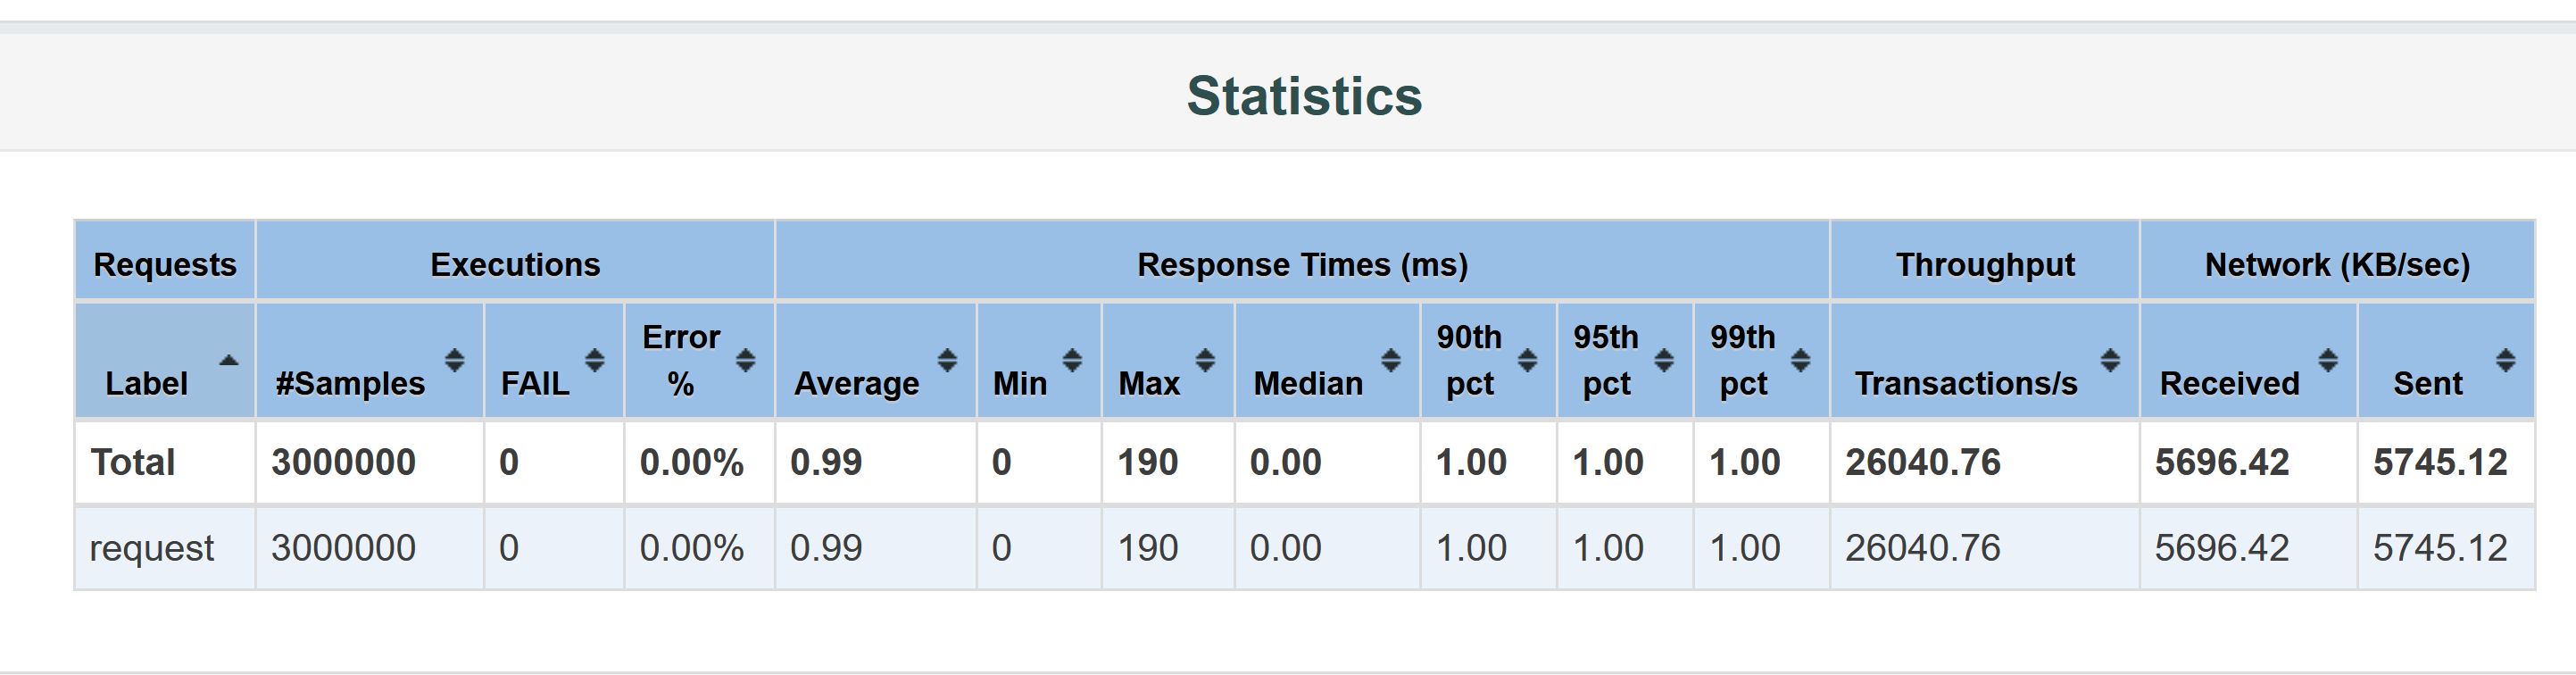 Statistics
Requests Executions Response Times (ms) Throughput Network (KB/sec)
Label #Samples FAIL Error % Average Min Max Median 90th pct 95th pct 99th pct Transactions/s Received Sent
Total 3000000 0 0.00% 0.99 0 190 0.00 1.00 1.00 1.00 26040.76 5696.42 5745.12
request 3000000 0 0.00% 0.99 0 190 0.00 1.00 1.00 1.00 26040.76 5696.42 5745.12